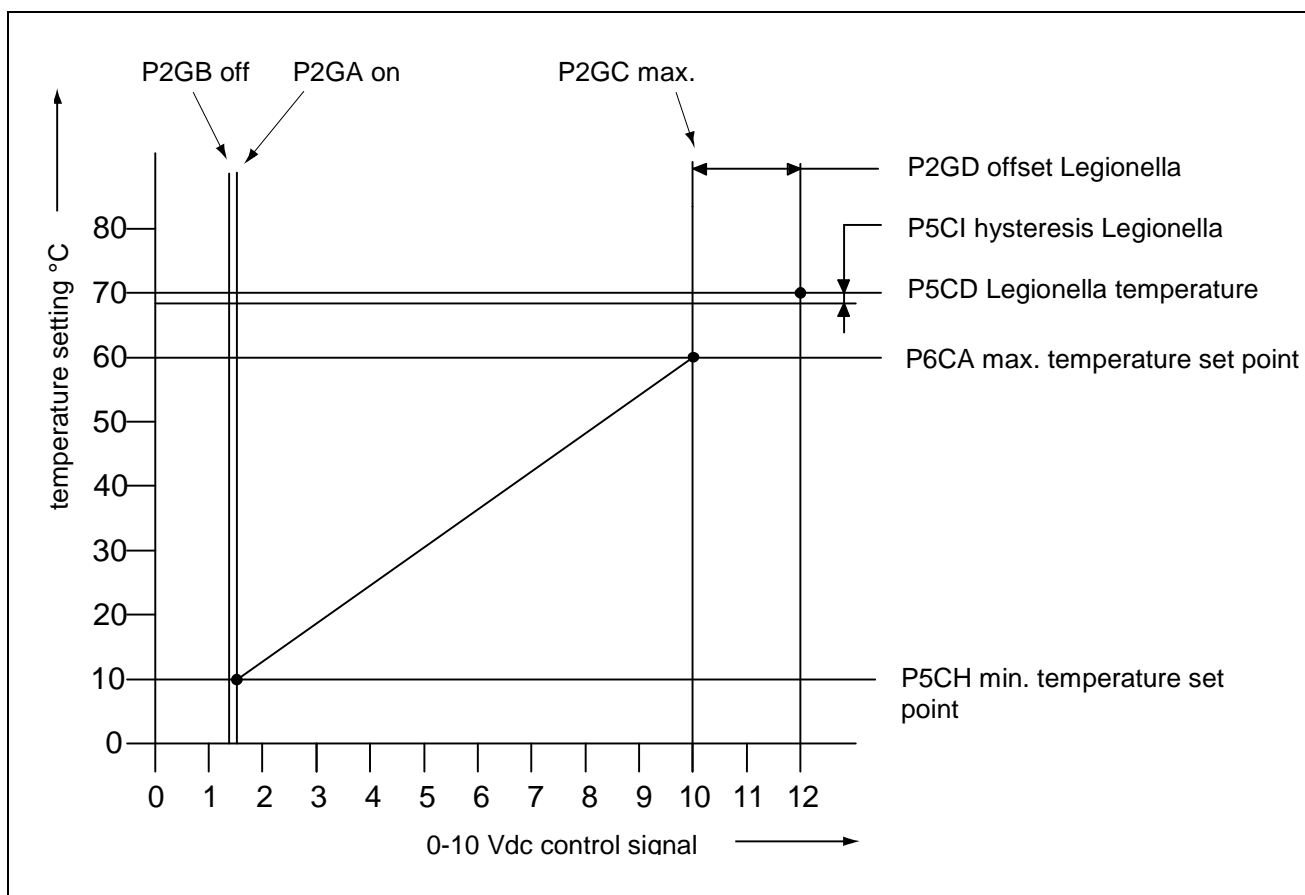 P2GB off
P2GA on
P2GC max.
P2GD offset Legionella
P5CI hysteresis Legionella
P5CD Legionella temperature
P6CA max. temperature set point
P5CH min. temperature set
point
temperature setting °C
80
70
60
50
40
30
20
10
0
0 1 2 3 4 5 6 7 8 9 10 11 12
0-10 Vdc control signal